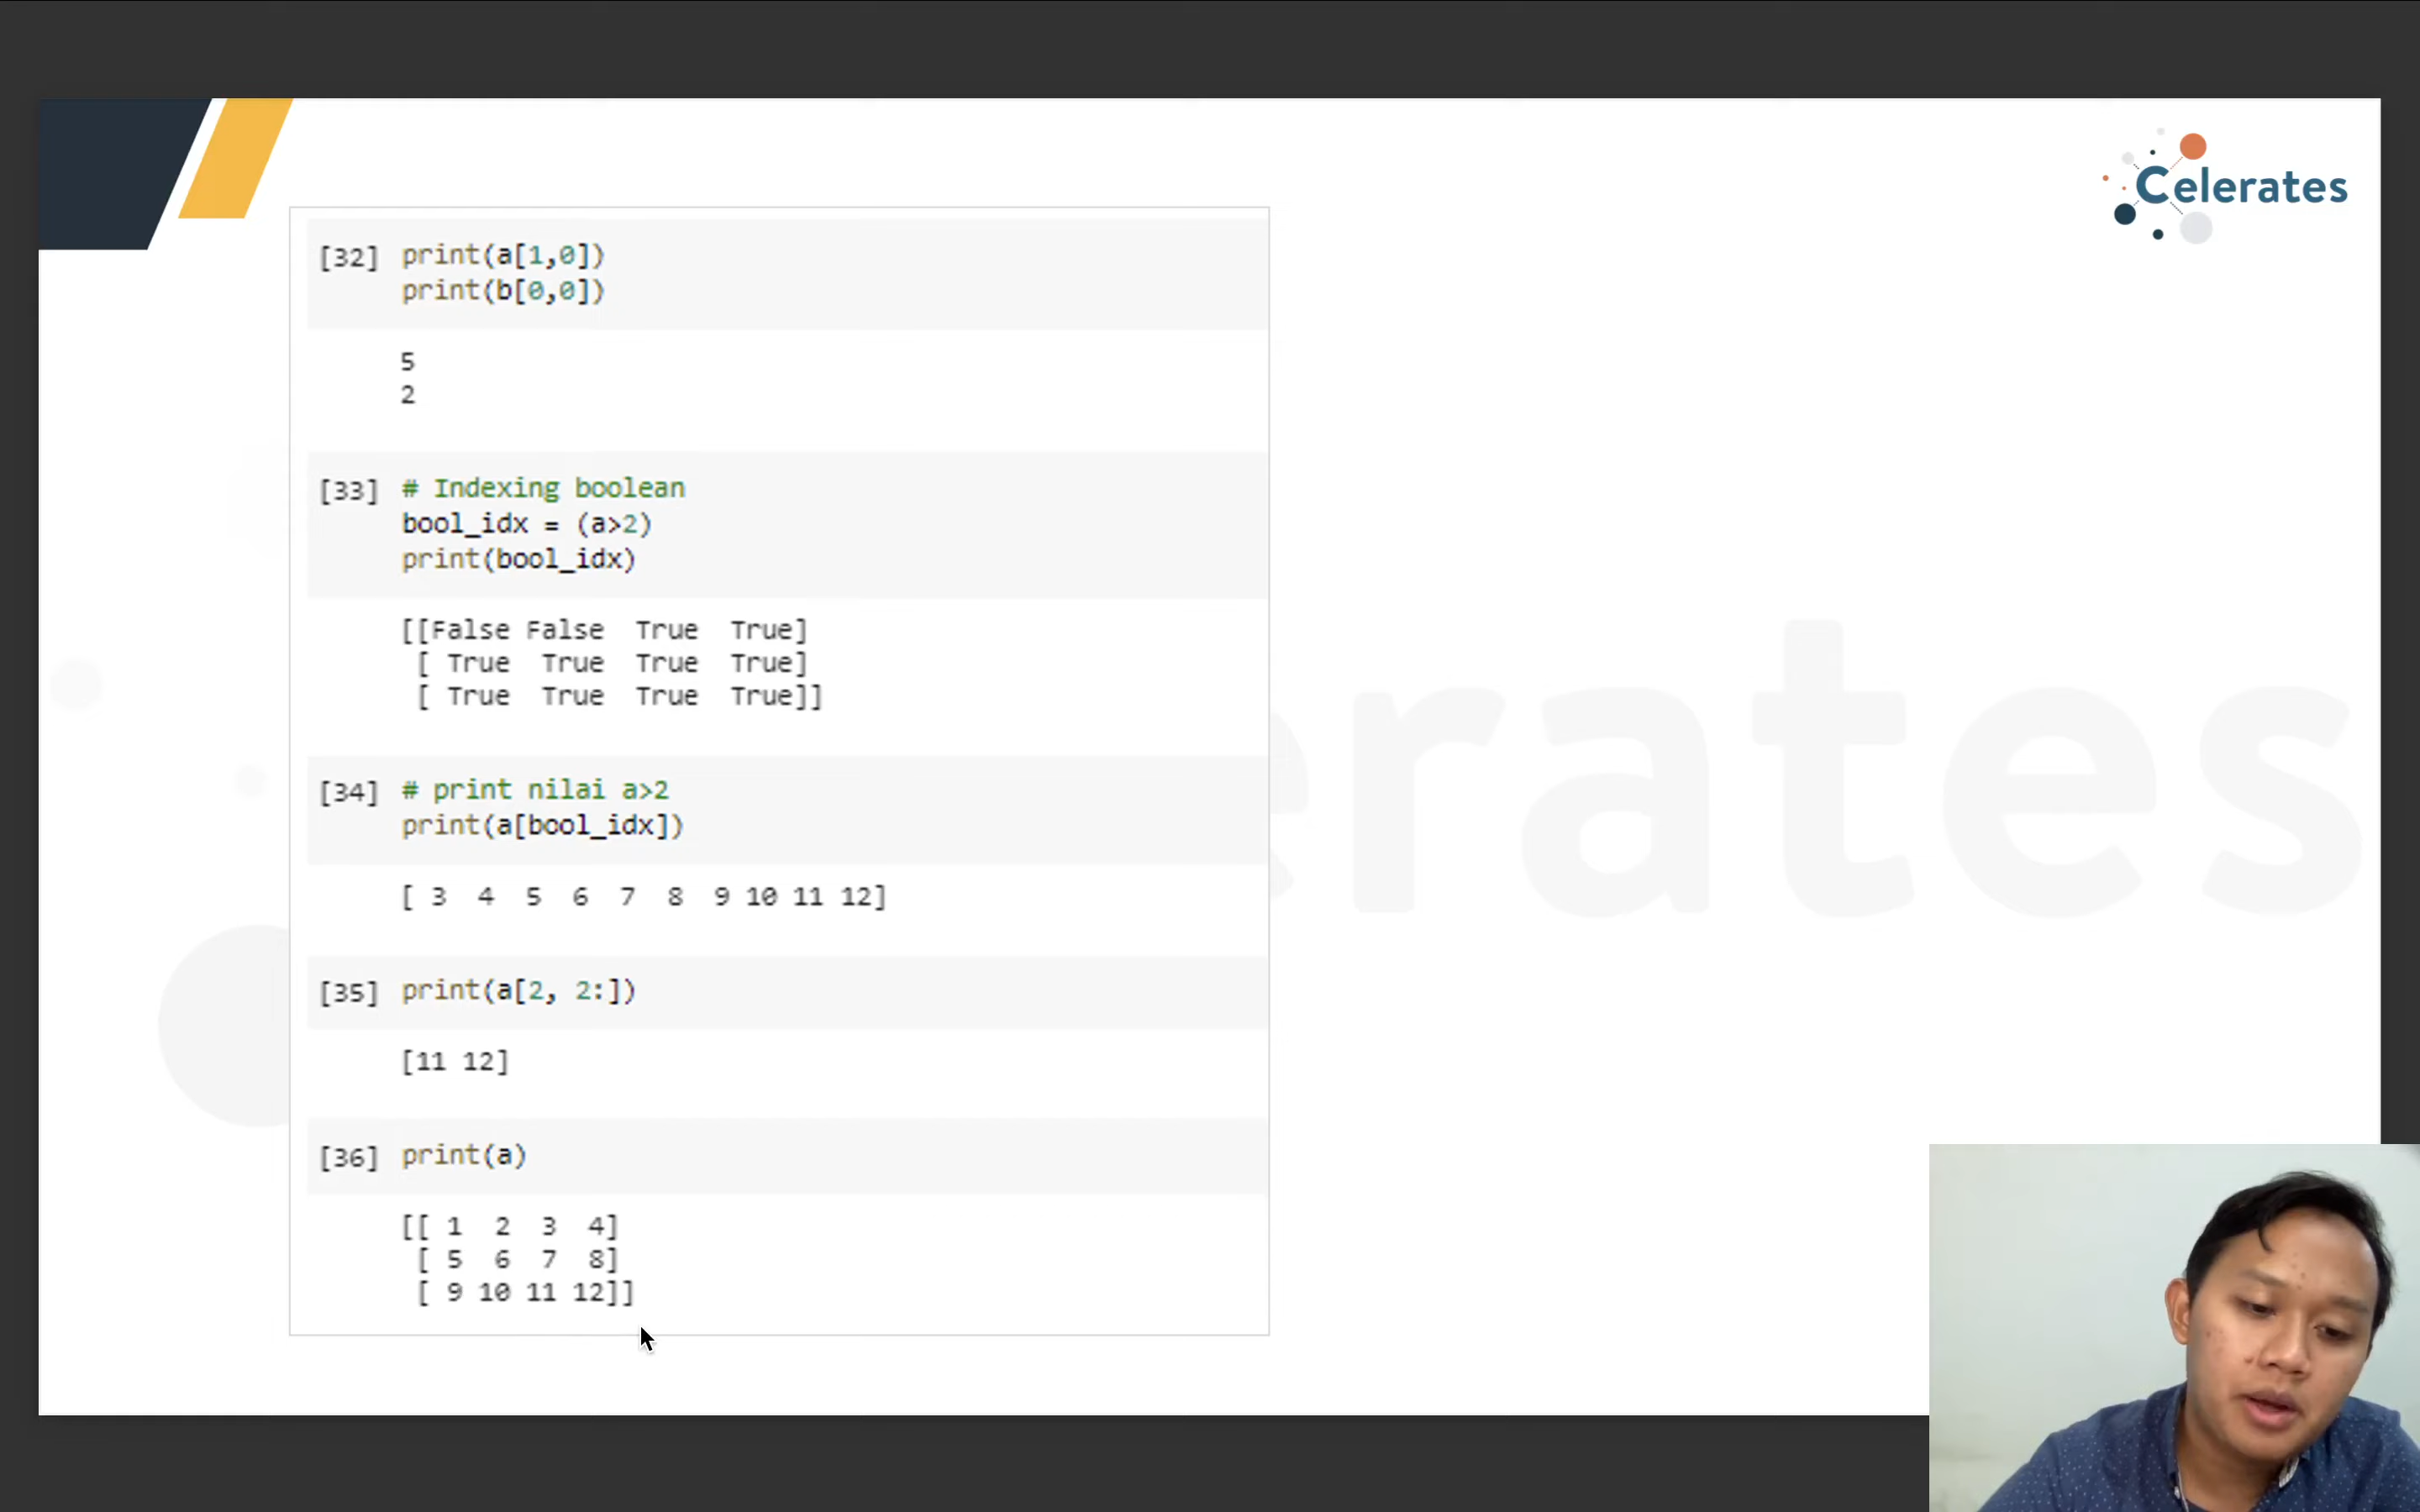 Celerates
[32] print(a[1,0])
print(b[0,0])
5
2
[33] # Indexing boolean
bool_idx = (a>2)
print(bool_idx)
[[False False  True  True]
[ True  True  True  True]
[ True  True  True  True]]
[34] # print nilai a>2
print(a[bool_idx])
[ 3  4  5  6  7  8  9 10 11 12]
[35] print(a[2, 2:])
[11 12]
[36] print(a)
[[ 1  2  3  4]
[ 5  6  7  8]
[ 9 10 11 12]]
erates